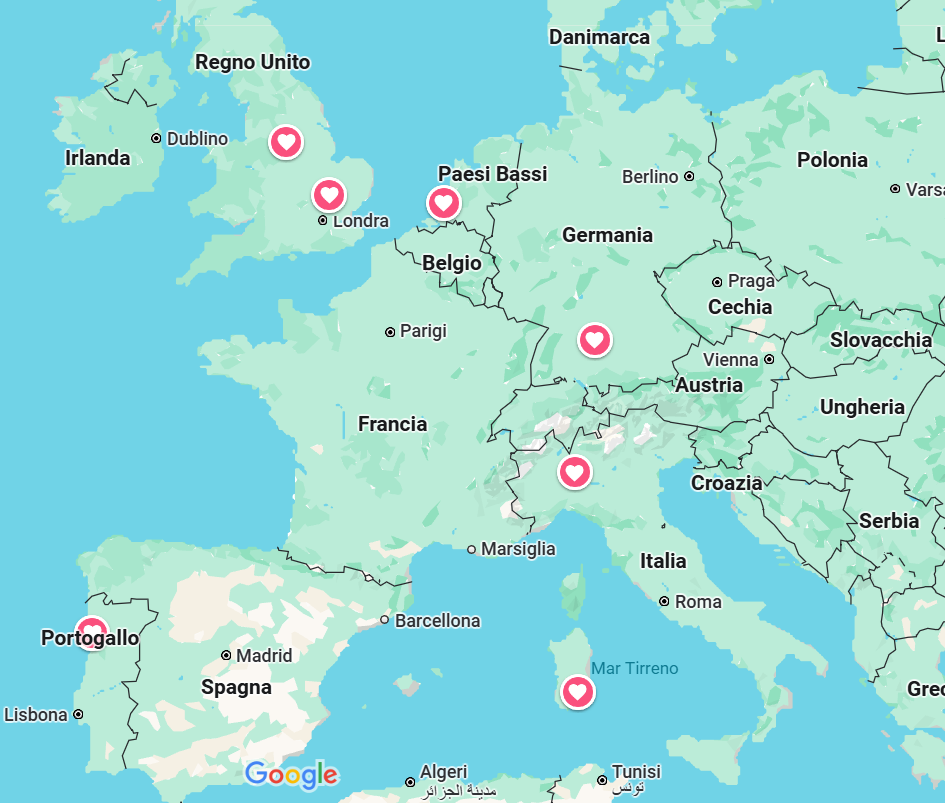 Danimarca
Regno Unito
Dublino
Irlanda
Paesi Bassi
Berlino
Polonia
Varsa
Londra
Germania
Belgio
Praga
Cechia
Parigi
Slovacchia
Vienna
Austria
Ungheria
Francia
Croazia
Serbia
Marsiglia
Italia
Roma
Barcellona
Portogallo
Madrid
Mar Tirreno
Spagna
Grec
Lisbona
Google
Algeri
مدينة الجزائر
Tunisi
تونس